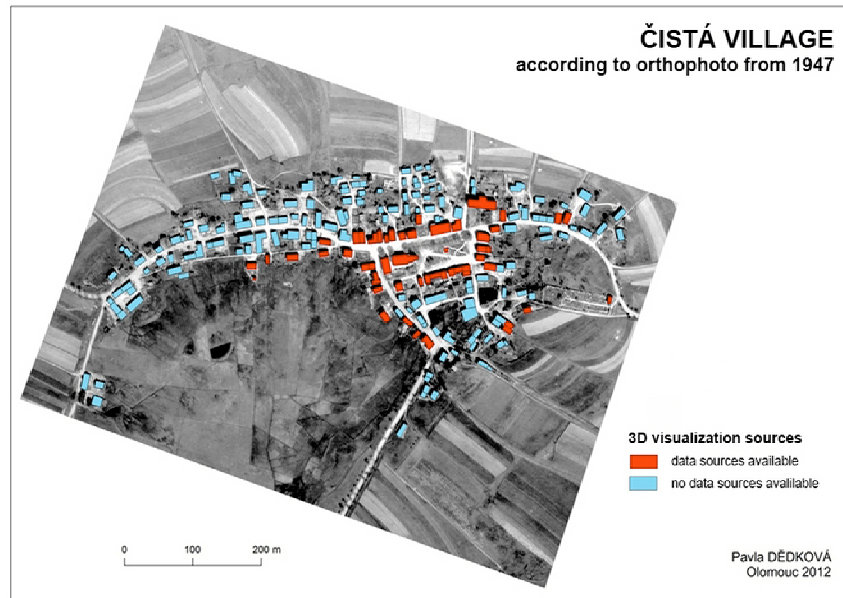 ČISTÁ VILLAGE
according to orthophoto from 1947
3D visualization sources
data sources available
no data sources avalilable
0 100 200 m
Pavla DĚDKOVÁ
Olomouc 2012